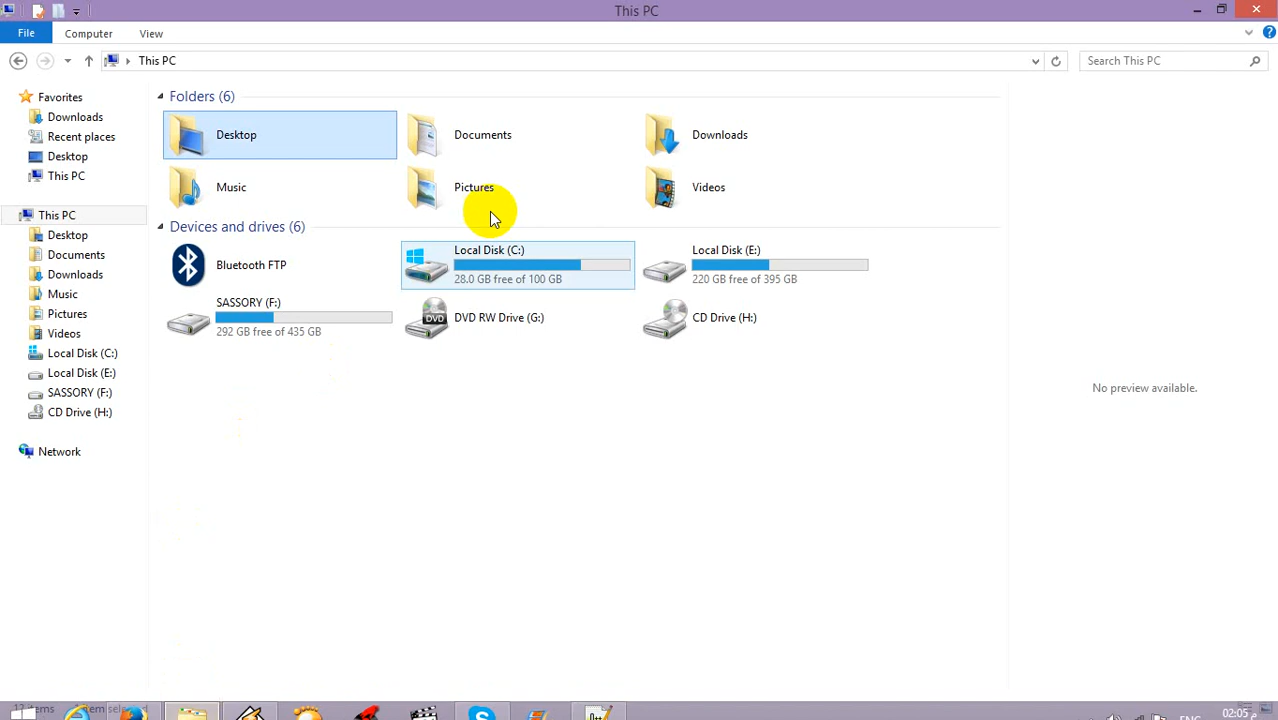 This PC
File
Computer
View
This PC
Search This PC
Favorites
Downloads
Recent places
Desktop
This PC
This PC
Desktop
Documents
Downloads
Music
Pictures
Videos
Local Disk (C:)
Local Disk (E:)
SASSORY (F:)
CD Drive (H:)
Network
Folders (6)
Desktop
Documents
Downloads
Music
Pictures
Videos
Devices and drives (6)
Bluetooth FTP
Local Disk (C:)
28.0 GB free of 100 GB
Local Disk (E:)
220 GB free of 395 GB
SASSORY (F:)
292 GB free of 435 GB
DVD
DVD RW Drive (G:)
CD Drive (H:)
No preview available.
ENG
02:05 م